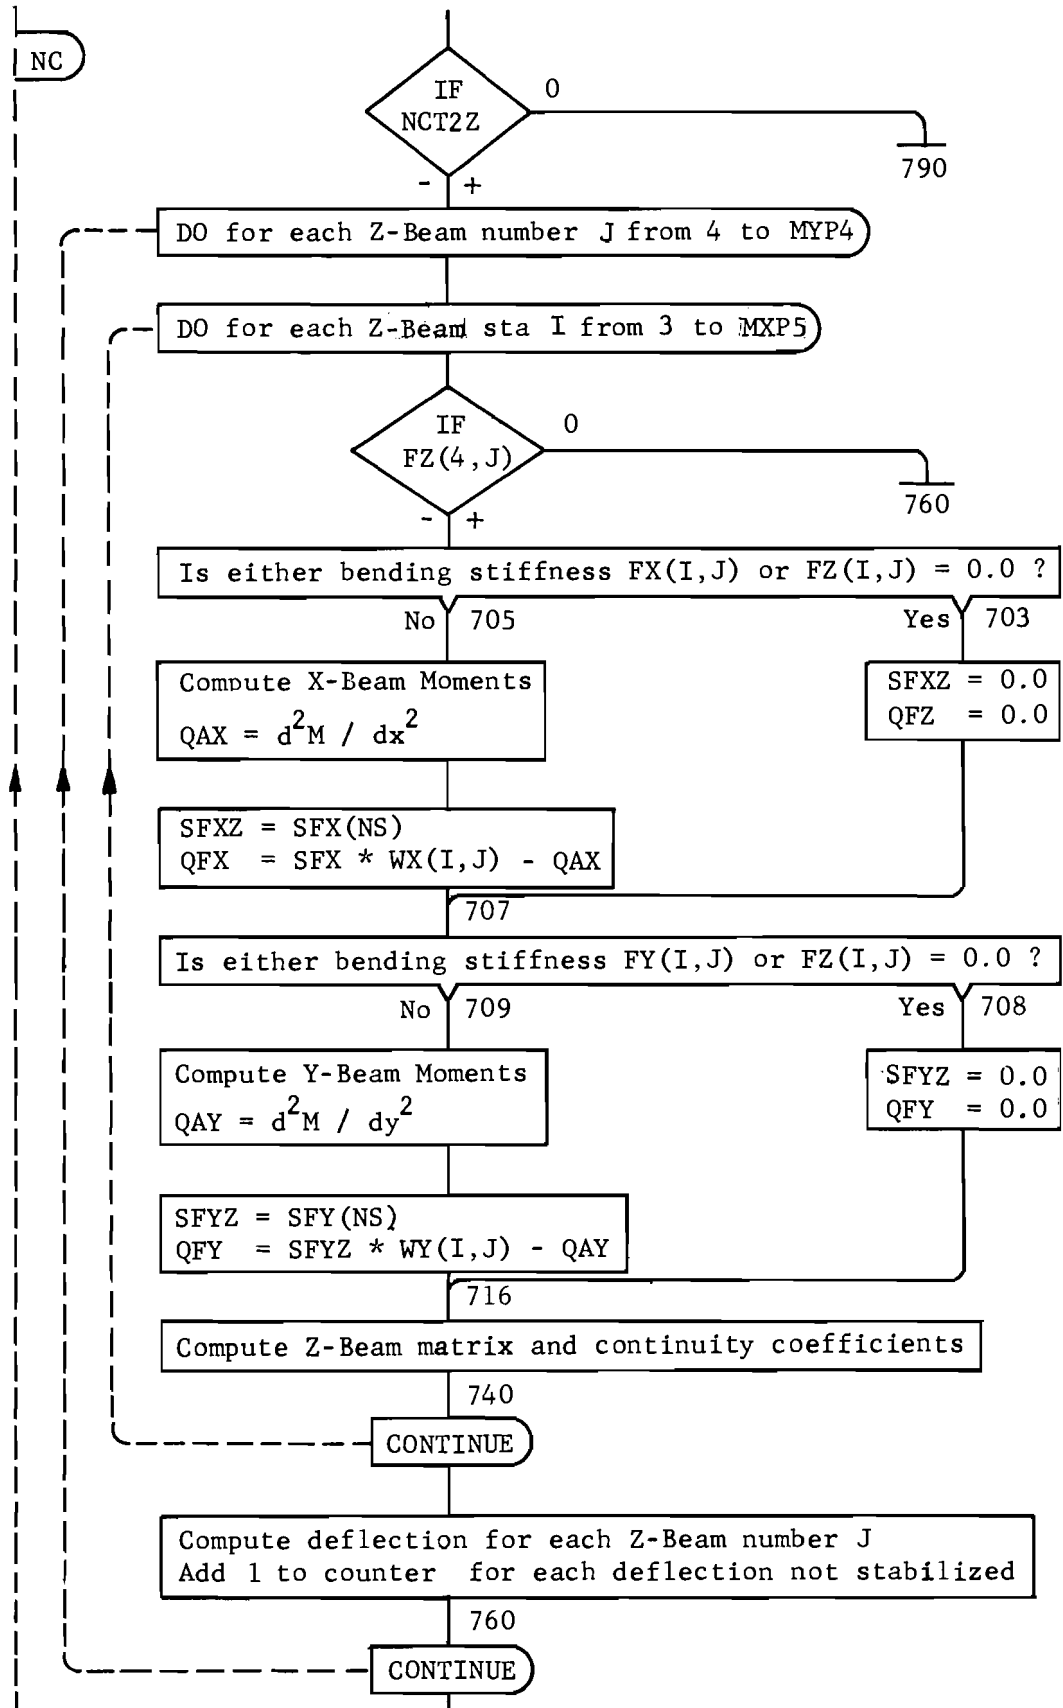 NC
IF
NCT2Z
0
790
- +
DO for each Z-Beam number J from 4 to MYP4
DO for each Z-Beam sta I from 3 to MXP5
IF
FZ(4,J)
0
760
- +
Is either bending stiffness FX(I,J) or FZ(I,J) = 0.0 ?
No 705
Yes 703
Compute X-Beam Moments
QAX = d²M / dx²
SFXZ = 0.0
QFZ = 0.0
SFXZ = SFX(NS)
QFX = SFX * WX(I,J) - QAX
707
Is either bending stiffness FY(I,J) or FZ(I,J) = 0.0 ?
No 709
Yes 708
Compute Y-Beam Moments
QAY = d²M / dy²
SFYZ = 0.0
QFY = 0.0
SFYZ = SFY(NS)
QFY = SFYZ * WY(I,J) - QAY
716
Compute Z-Beam matrix and continuity coefficients
740
CONTINUE
Compute deflection for each Z-Beam number J
Add 1 to counter for each deflection not stabilized
760
CONTINUE